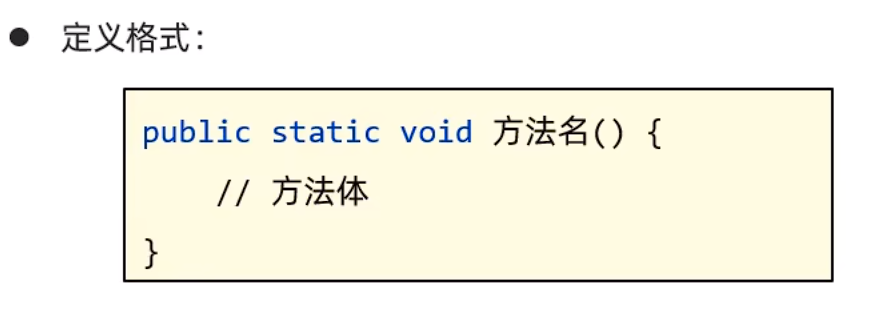 ● 定义格式：
public static void 方法名() {
    // 方法体
}